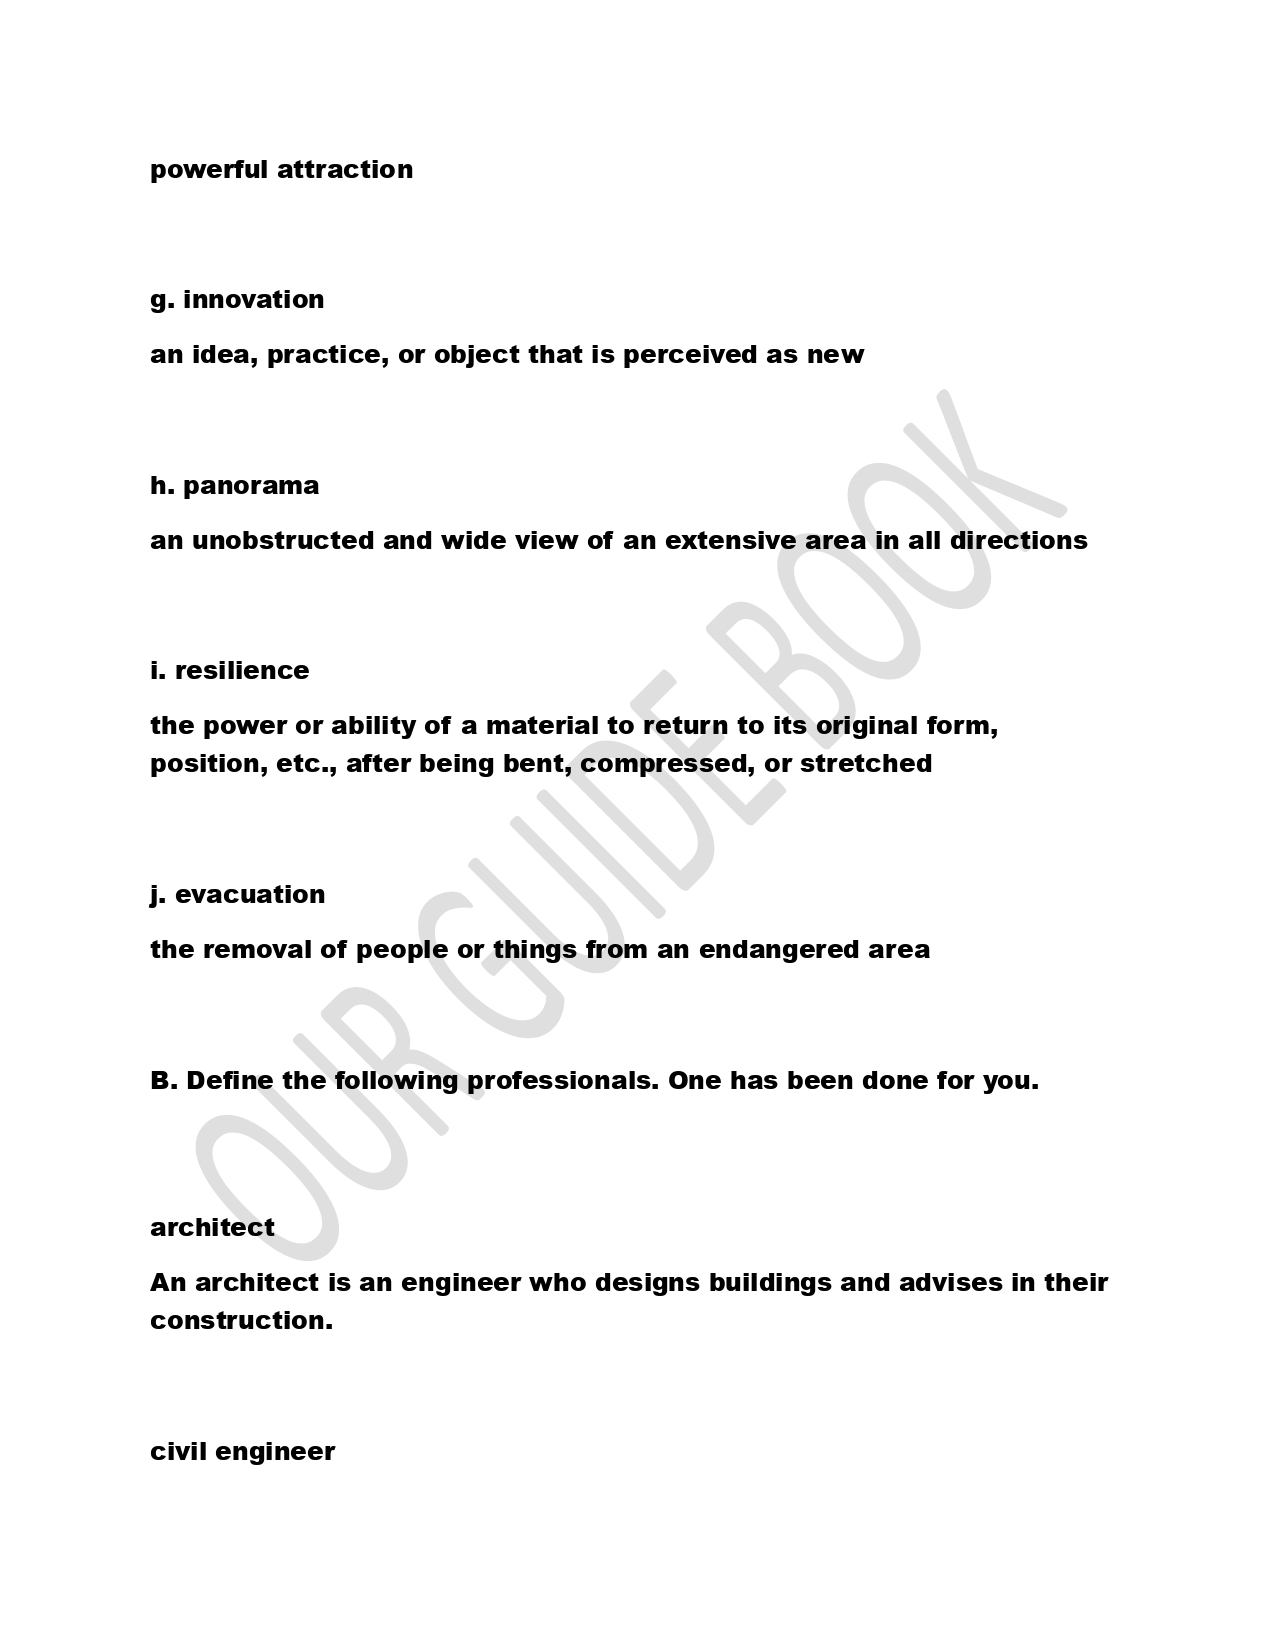 powerful attraction
g. innovation
an idea, practice, or object that is perceived as new
h. panorama
an unobstructed and wide view of an extensive area in all directions
i. resilience
the power or ability of a material to return to its original form,
position, etc., after being bent, compressed, or stretched
j. evacuation
the removal of people or things from an endangered area
B. Define the following professionals. One has been done for you.
architect
An architect is an engineer who designs buildings and advises in their
construction.
civil engineer
OUR GUIDE BOOK